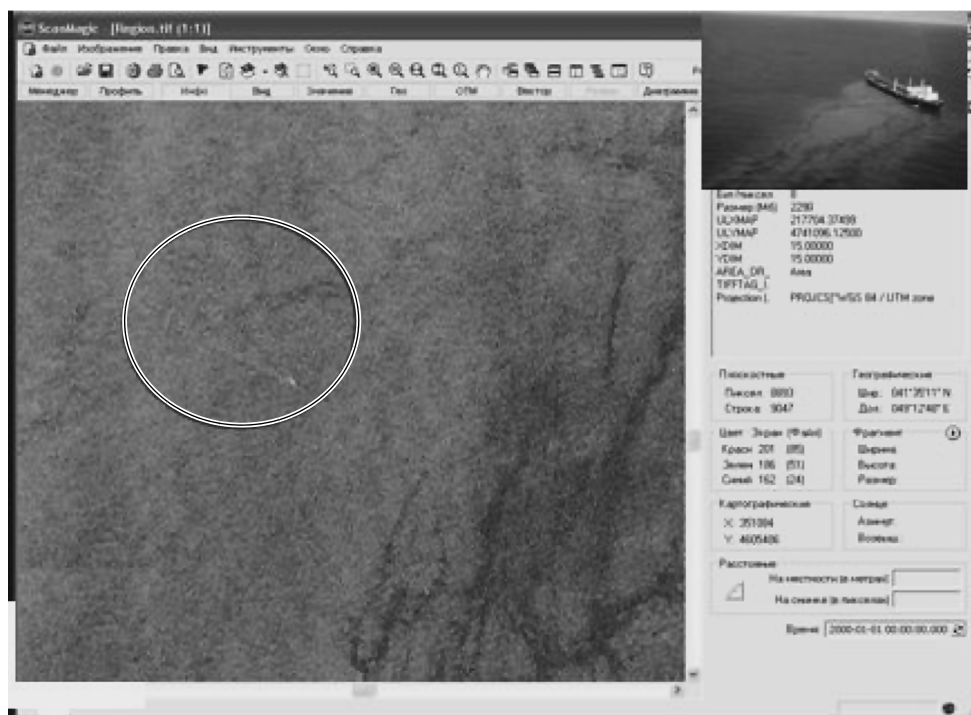 ScanMagic - [Region.tif (1:1)]
Файл Изображение Правка Вид Инструменты Окно Справка
Менеджер Профиль Инфо Вид Значение Гео ОТМ Вектор Диаграмма
Бит/пиксел 8
Размер (Мб) 2290
ULXMAP 217704.37499
ULYMAP 4741096.12500
XDIM 15.00000
YDIM 15.00000
AREA_OR_ Area
TIFFTAG_
Projection PROJCS["WGS 84 / UTM zone
Плоскостные Географические
Пиксел 8893 Шир. 041°35'11" N
Строка 9047 Дол. 049°12'48" E
Цвет Экран (Файл) Фрагмент
Красн 201 (85) Ширина
Зелен 186 (51) Высота
Синий 162 (24) Размер
Картографические Солнце
X: 351084 Азимут
Y: 4605486 Возвыш.
Расстояние
На местности (в метрах)
На снимке (в пикселах)
Время 2000-01-01 00:00:00.000